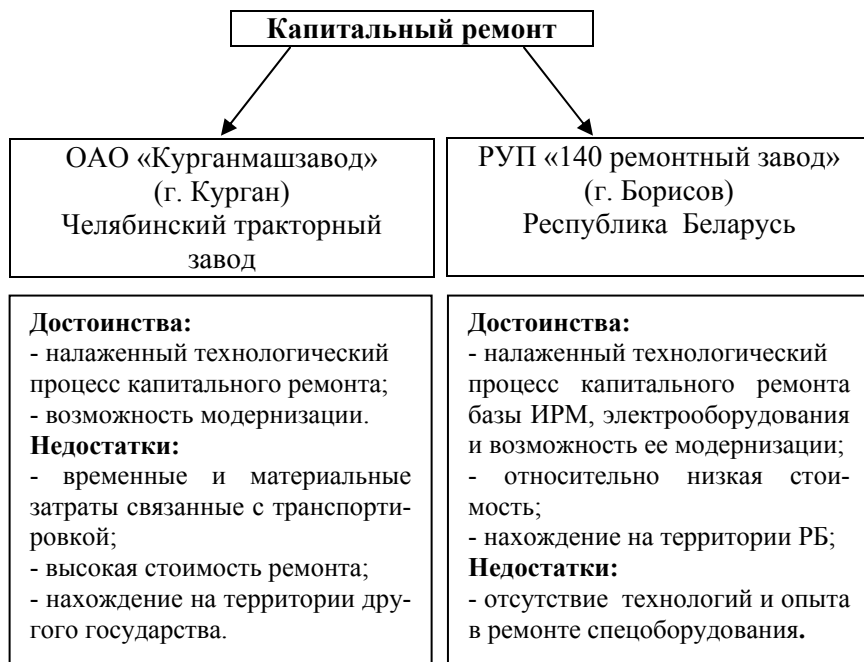 Капитальный ремонт
ОАО «Курганмашзавод»
(г. Курган)
Челябинский тракторный
завод
РУП «140 ремонтный завод»
(г. Борисов)
Республика Беларусь
Достоинства:
- налаженный технологический
процесс капитального ремонта;
- возможность модернизации.
Недостатки:
- временные и материальные
затраты связанные с транспорти-
ровкой;
- высокая стоимость ремонта;
- нахождение на территории дру-
гого государства.
Достоинства:
- налаженный технологический
процесс капитального ремонта
базы ИРМ, электрооборудования
и возможность ее модернизации;
- относительно низкая стои-
мость;
- нахождение на территории РБ;
Недостатки:
- отсутствие технологий и опыта
в ремонте спецоборудования.